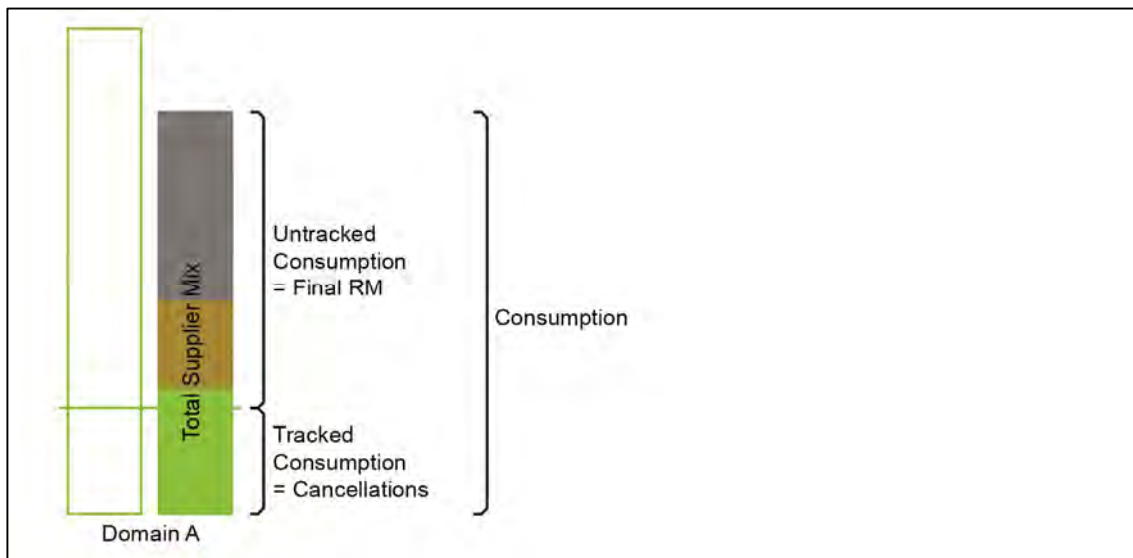 Total Supplier Mix
Untracked
Consumption
= Final RM
Consumption
Tracked
Consumption
= Cancellations
Domain A